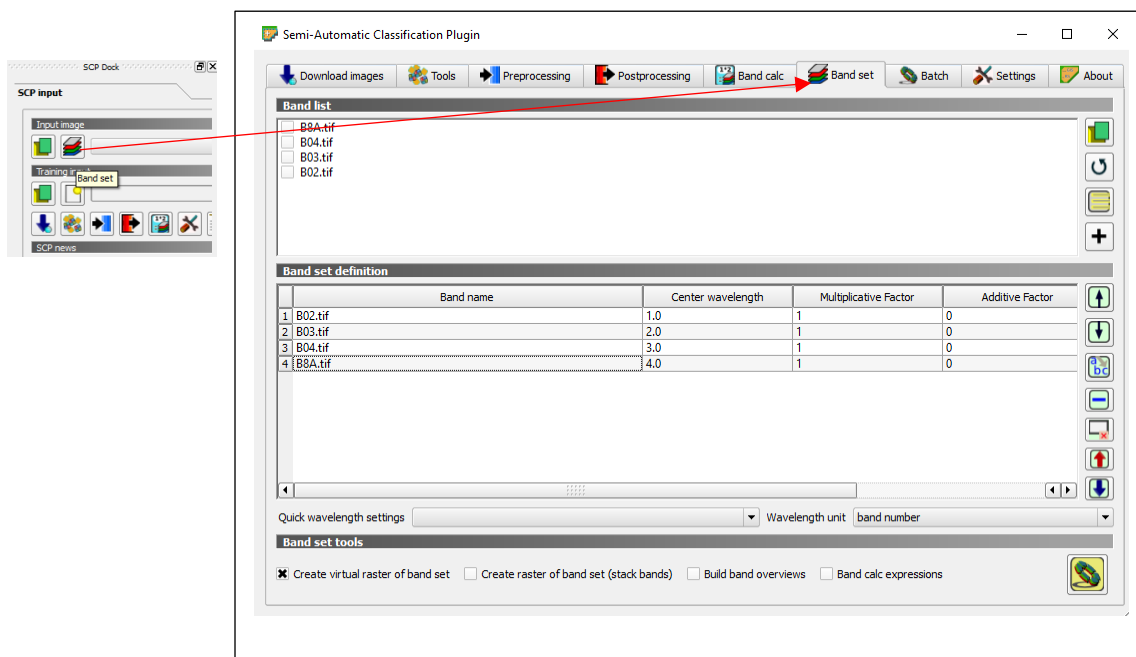 SCP Dock
SCP input
Input image
Training
Band set
SCP news
Semi-Automatic Classification Plugin
Download images Tools Preprocessing Postprocessing Band calc Band set Batch Settings About
Band list
B8A.tif
B04.tif
B03.tif
B02.tif
Band set definition
Band name Center wavelength Multiplicative Factor Additive Factor
1 B02.tif 1.0 1 0
2 B03.tif 2.0 1 0
3 B04.tif 3.0 1 0
4 B8A.tif 4.0 1 0
Quick wavelength settings Wavelength unit band number
Band set tools
Create virtual raster of band set Create raster of band set (stack bands) Build band overviews Band calc expressions